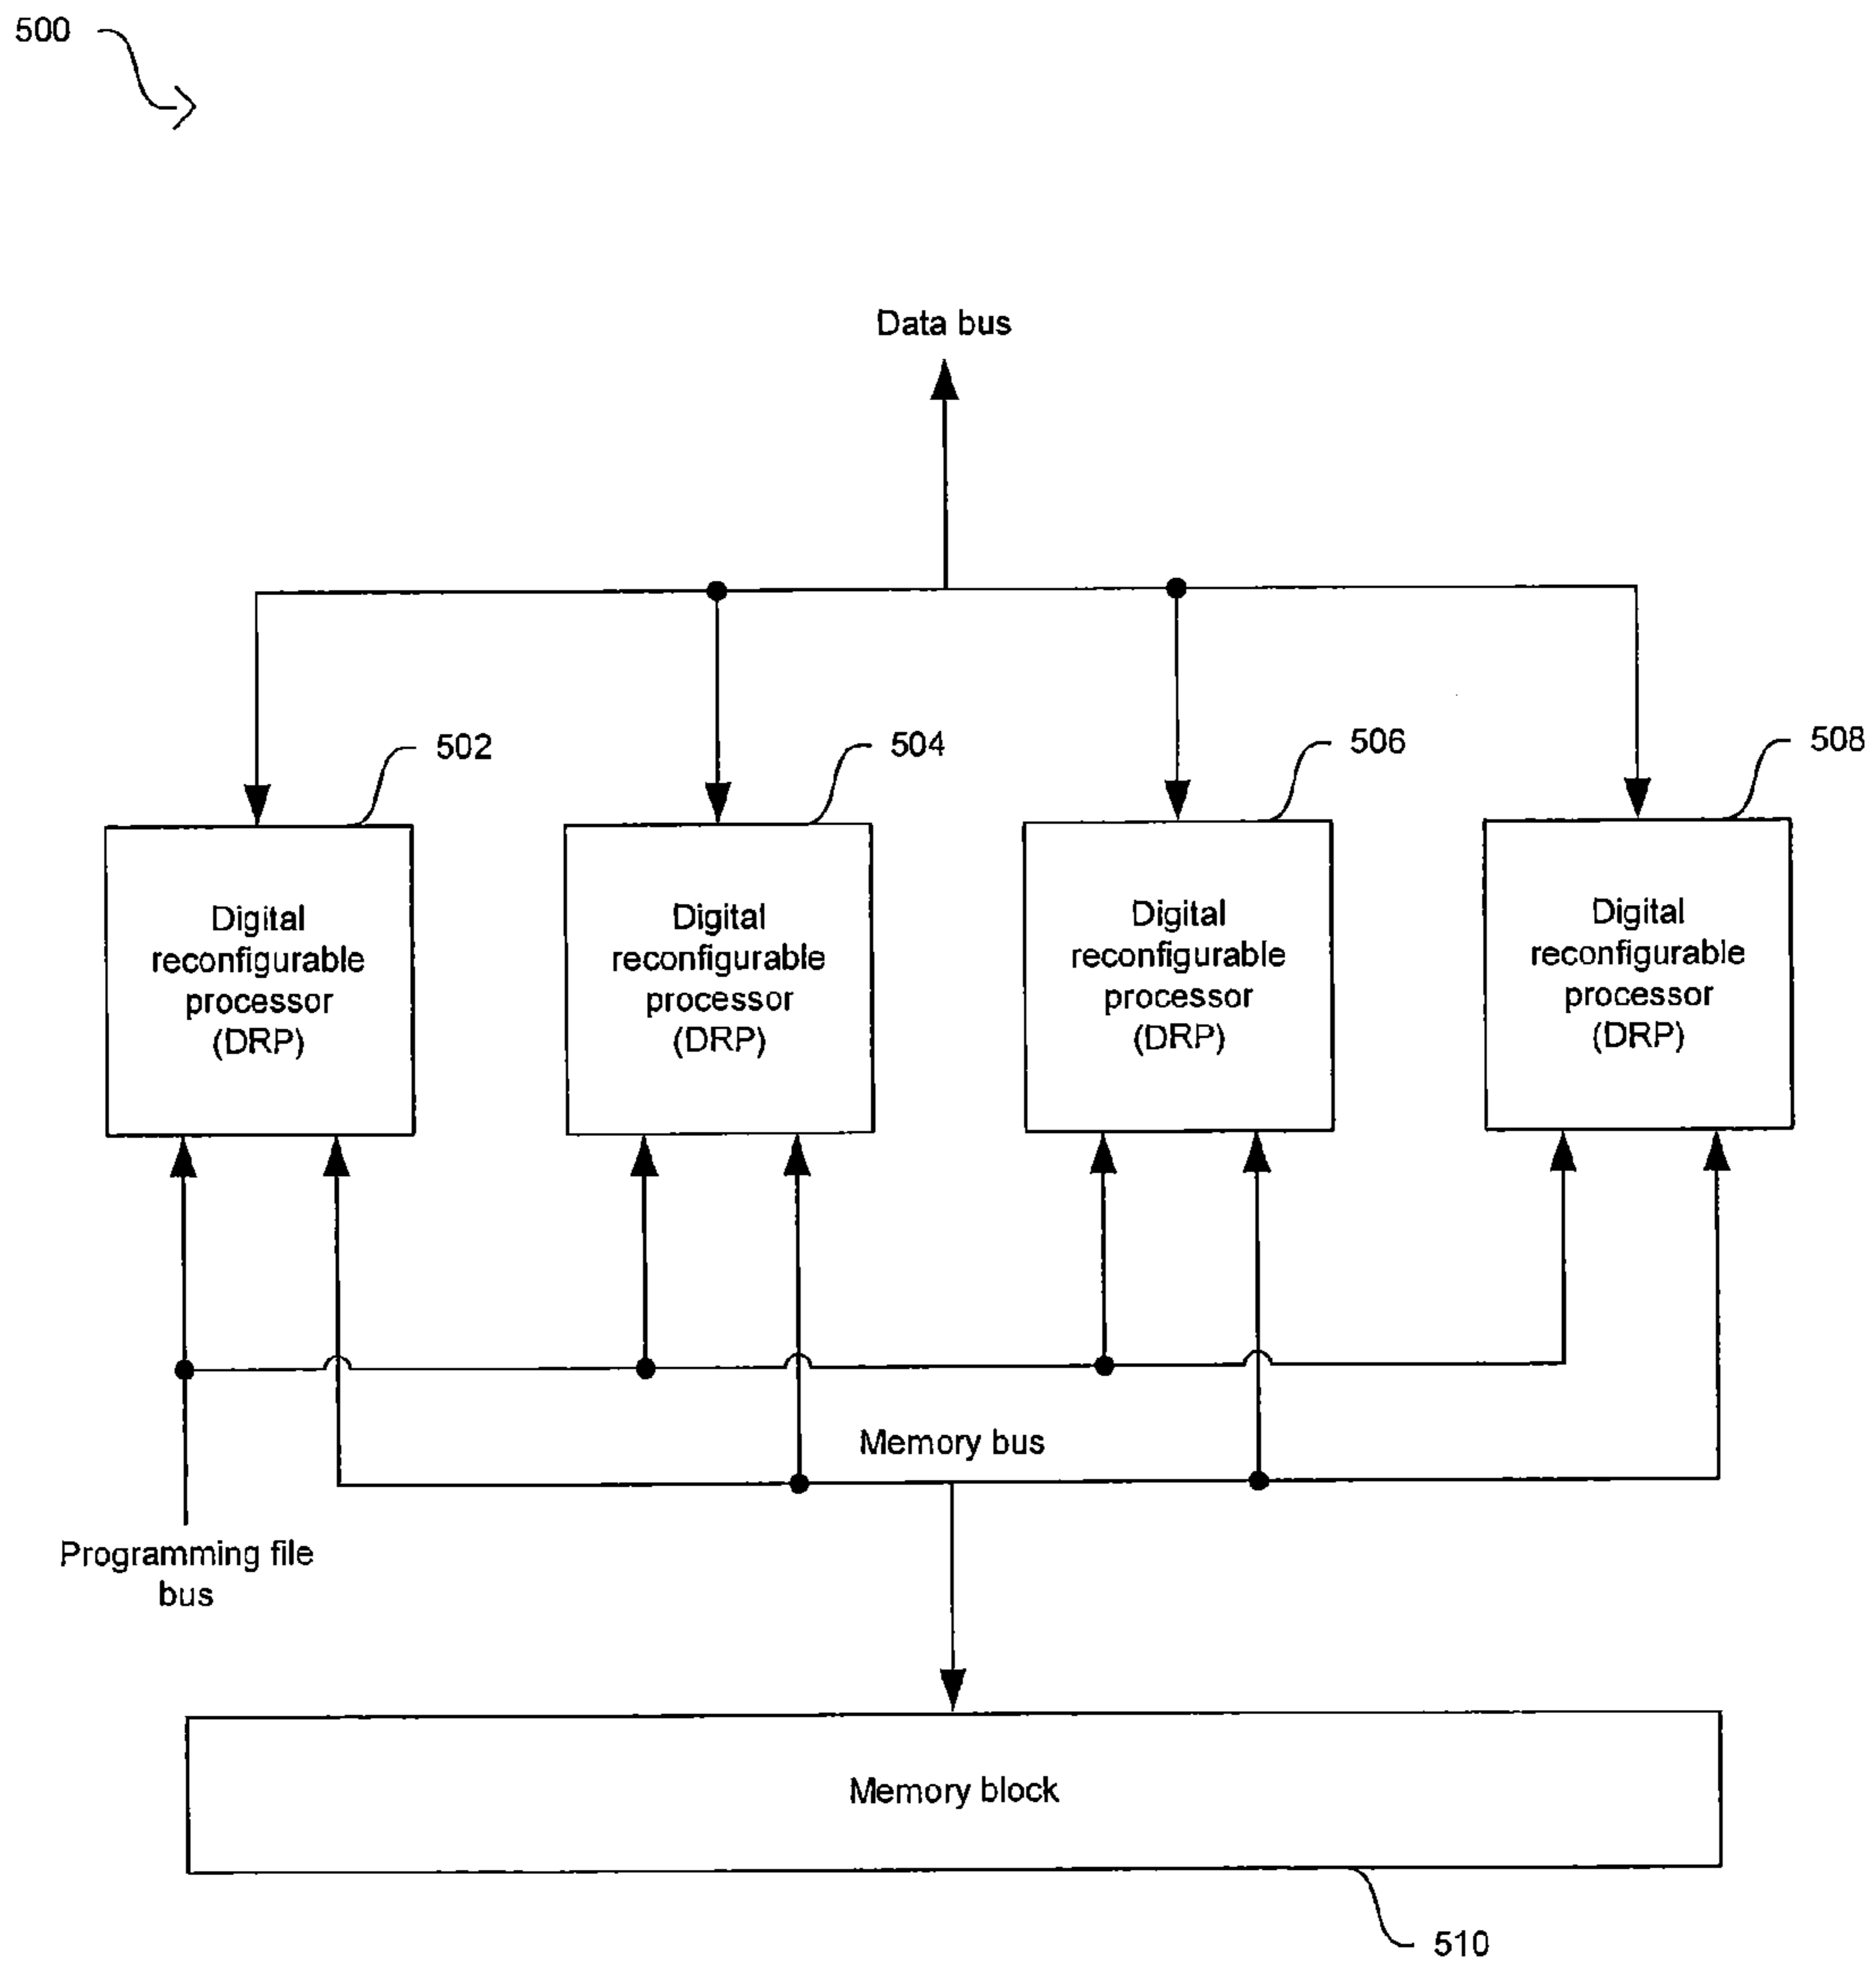 500
Data bus
502
504
506
508
Digital
reconfigurable
processor
(DRP)
Digital
reconfigurable
processor
(DRP)
Digital
reconfigurable
processor
(DRP)
Digital
reconfigurable
processor
(DRP)
Memory bus
Programming file
bus
Memory block
510